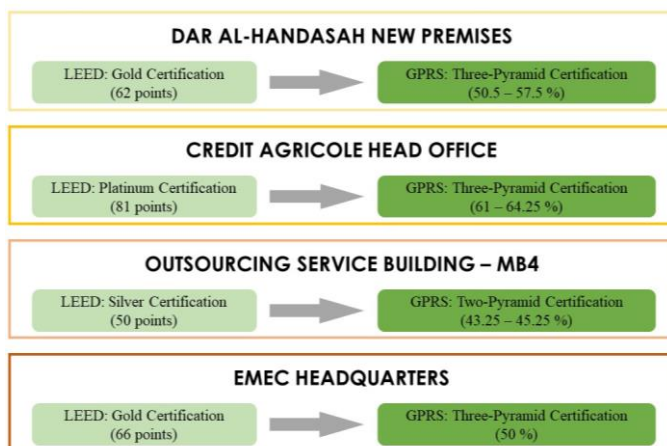 DAR AL-HANDASAH NEW PREMISES
LEED: Gold Certification
(62 points)
GPRS: Three-Pyramid Certification
(50.5 – 57.5 %)
CREDIT AGRICOLE HEAD OFFICE
LEED: Platinum Certification
(81 points)
GPRS: Three-Pyramid Certification
(61 – 64.25 %)
OUTSOURCING SERVICE BUILDING – MB4
LEED: Silver Certification
(50 points)
GPRS: Two-Pyramid Certification
(43.25 – 45.25 %)
EMEC HEADQUARTERS
LEED: Gold Certification
(66 points)
GPRS: Three-Pyramid Certification
(50 %)